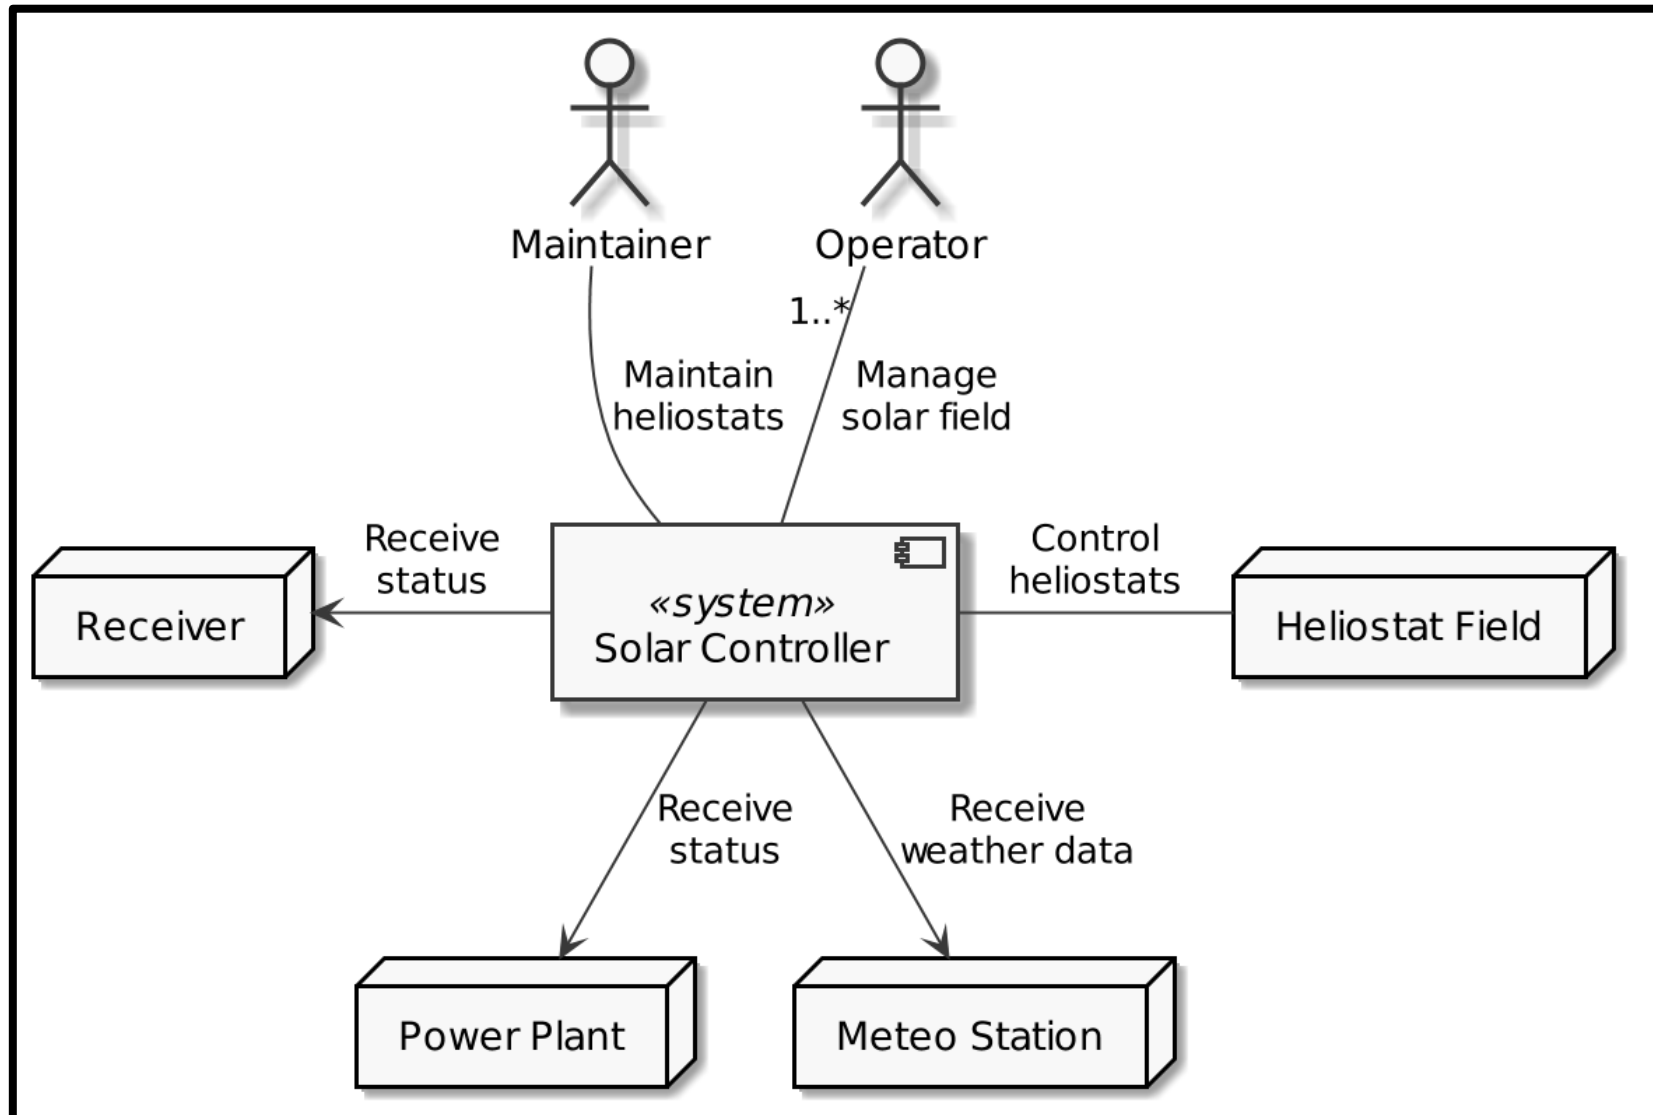 Maintainer
Operator
1..*
Maintain
heliostats
Manage
solar field
Receive
status
«system»
Solar Controller
Control
heliostats
Receiver
Heliostat Field
Receive
status
Receive
weather data
Power Plant
Meteo Station